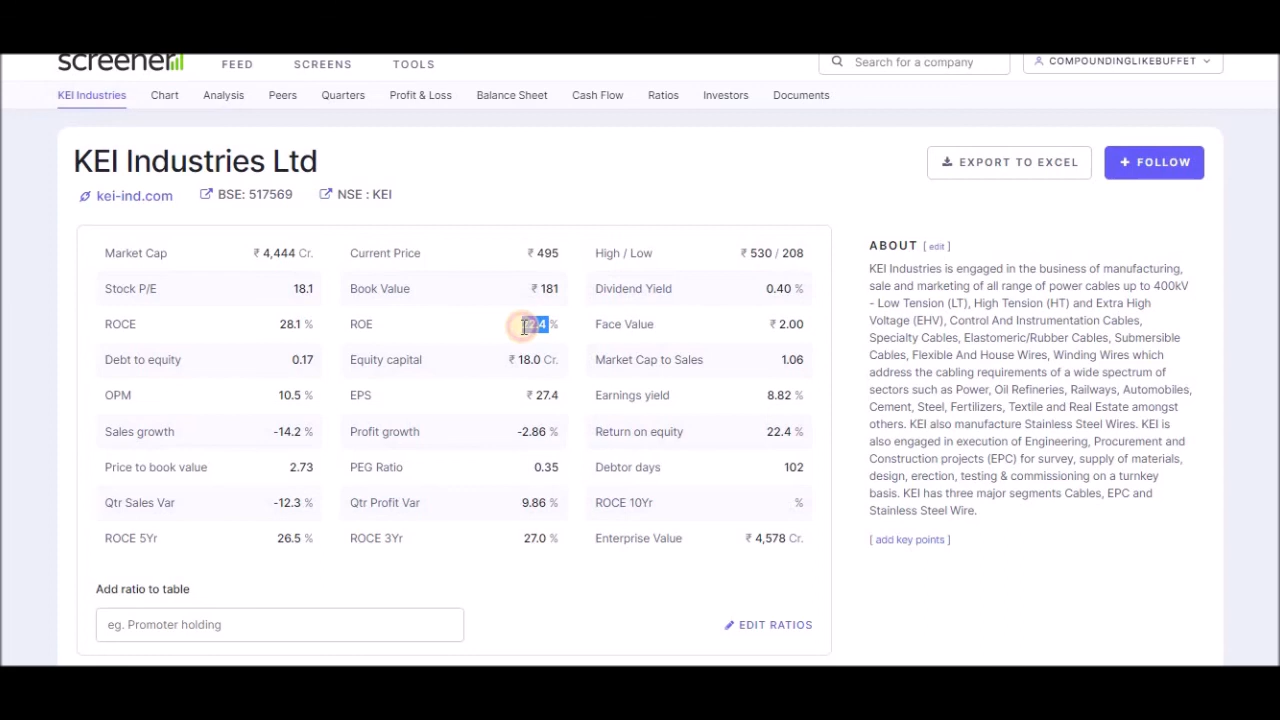 screener FEED SCREENS TOOLS Search for a company COMPOUNDINGLIKEBUFFET
KEI Industries Chart Analysis Peers Quarters Profit & Loss Balance Sheet Cash Flow Ratios Investors Documents
KEI Industries Ltd
EXPORT TO EXCEL + FOLLOW
kei-ind.com BSE: 517569 NSE : KEI
Market Cap ₹ 4,444 Cr. Current Price ₹ 495 High / Low ₹ 530 / 208
Stock P/E 18.1 Book Value ₹ 181 Dividend Yield 0.40 %
ROCE 28.1 % ROE 22.4 % Face Value ₹ 2.00
Debt to equity 0.17 Equity capital ₹ 18.0 Cr. Market Cap to Sales 1.06
OPM 10.5 % EPS ₹ 27.4 Earnings yield 8.82 %
Sales growth -14.2 % Profit growth -2.86 % Return on equity 22.4 %
Price to book value 2.73 PEG Ratio 0.35 Debtor days 102
Qtr Sales Var -12.3 % Qtr Profit Var 9.86 % ROCE 10Yr %
ROCE 5Yr 26.5 % ROCE 3Yr 27.0 % Enterprise Value ₹ 4,578 Cr.
Add ratio to table
eg. Promoter holding EDIT RATIOS
ABOUT [ edit ]
KEI Industries is engaged in the business of manufacturing,
sale and marketing of all range of power cables up to 400kV
- Low Tension (LT), High Tension (HT) and Extra High
Voltage (EHV), Control And Instrumentation Cables,
Specialty Cables, Elastomeric/Rubber Cables, Submersible
Cables, Flexible And House Wires, Winding Wires which
address the cabling requirements of a wide spectrum of
sectors such as Power, Oil Refineries, Railways, Automobiles,
Cement, Steel, Fertilizers, Textile and Real Estate amongst
others. KEI also manufacture Stainless Steel Wires. KEI is
also engaged in execution of Engineering, Procurement and
Construction projects (EPC) for survey, supply of materials,
design, erection, testing & commissioning on a turnkey
basis. KEI has three major segments Cables, EPC and
Stainless Steel Wire.
[ add key points ]